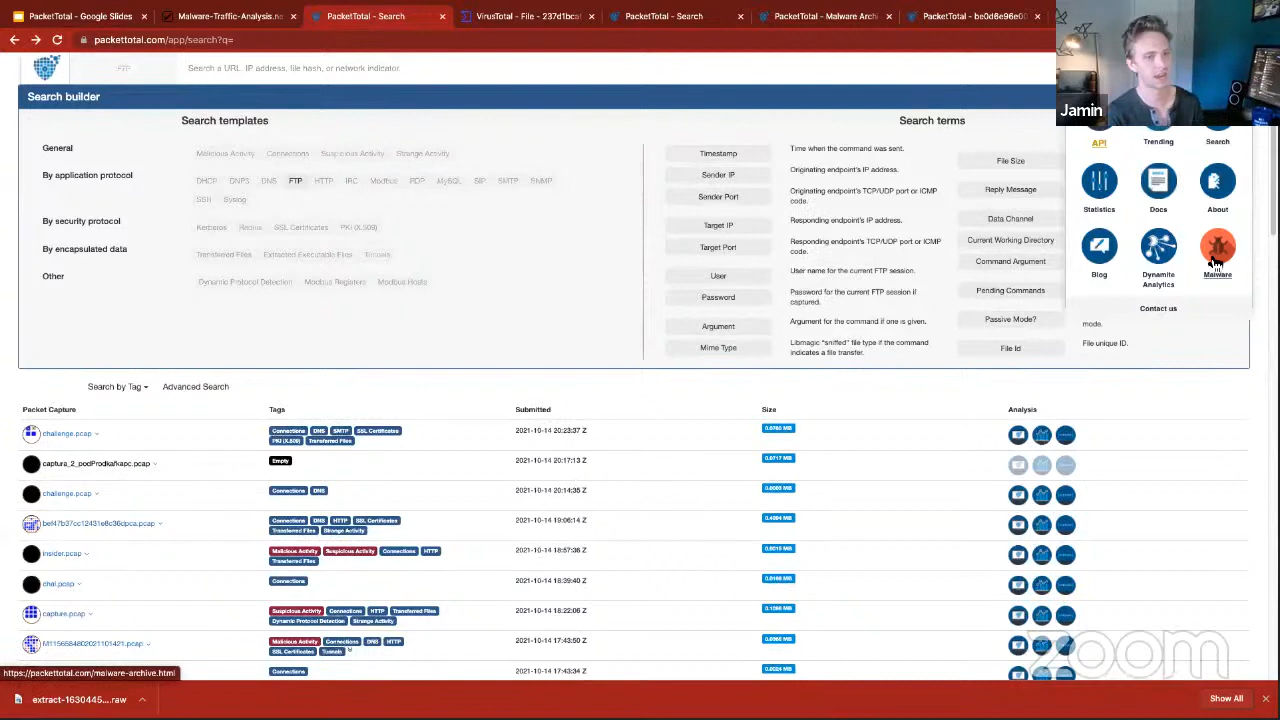 PacketTotal - Google Slides
Malware-Traffic-Analysis.ne
PacketTotal - Search
VirusTotal - File - 237d1bca
PacketTotal - Search
PacketTotal - Malware Archi
PacketTotal - be0d6e96e00
packettotal.com/app/search?q=
FTP
Search a URL, IP address, file hash, or network indicator.
Jamin
Search builder
Search templates
Search terms
General
Malicious Activity Connections Suspicious Activity Strange Activity
By application protocol
DHCP DNP3 DNS FTP HTTP IRC Modbus RDP MySQL SIP SMTP SNMP
SSH Syslog
By security protocol
Kerberos Radius SSL Certificates PKI (X.509)
By encapsulated data
Transferred Files Extracted Executable Files Tunnels
Other
Dynamic Protocol Detection Modbus Registers Modbus Hosts
Timestamp
Time when the command was sent.
Sender IP
Originating endpoint's IP address.
Sender Port
Originating endpoint's TCP/UDP port or ICMP
code.
Target IP
Responding endpoint's IP address.
Target Port
Responding endpoint's TCP/UDP port or ICMP
code.
User
User name for the current FTP session.
Password
Password for the current FTP session if
captured.
Argument
Argument for the command if one is given.
Mime Type
Libmagic "sniffed" file type if the command
indicates a file transfer.
File Size
Reply Message
Data Channel
Current Working Directory
Command Argument
Pending Commands
Passive Mode?
File Id
mode.
File unique ID.
API
Trending
Search
Statistics
Docs
About
Blog
Dynamite
Analytics
Malware
Contact us
Search by Tag
Advanced Search
Packet Capture
Tags
Submitted
Size
Analysis
challenge.pcap
Connections DNS SMTP SSL Certificates
PKI (X.509) Transferred Files
2021-10-14 20:23:37 Z
captura_2_podProdkafkapc.pcap
Empty
2021-10-14 20:17:13 Z
0.0717 MB
challenge.pcap
Connections DNS
2021-10-14 20:14:35 Z
bef47b37cc12431e8c36dpca.pcap
Connections DNS HTTP SSL Certificates
Transferred Files Strange Activity
2021-10-14 19:06:14 Z
insider.pcap
Malicious Activity Suspicious Activity Connections HTTP
Transferred Files
2021-10-14 18:57:36 Z
chal.pcap
Connections
2021-10-14 18:39:40 Z
capture.pcap
Suspicious Activity Connections HTTP Transferred Files
Dynamic Protocol Detection Strange Activity
2021-10-14 18:22:06 Z
Malicious Activity Connections DNS HTTP
SSL Certificates Tunnels
2021-10-14 17:43:50 Z
Connections
2021-10-14 17:43:34 Z
zoom
https://packettotal.com/malware-archive.html
extract-1630445....raw
Show All